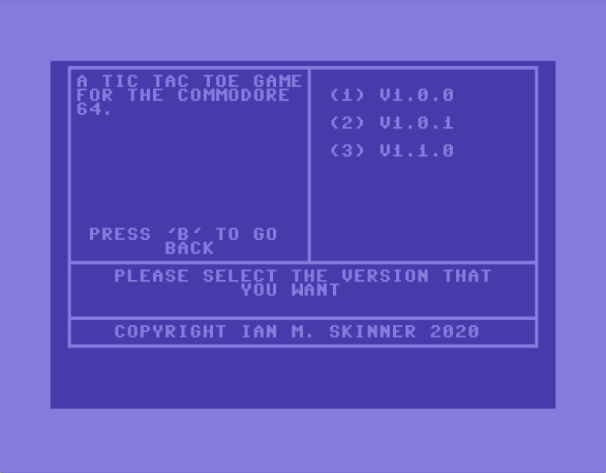 A TIC TAC TOE GAME
FOR THE COMMODORE
64.
(1) V1.0.0
(2) V1.0.1
(3) V1.1.0
PRESS 'B' TO GO
BACK
PLEASE SELECT THE VERSION THAT
YOU WANT
COPYRIGHT IAN M. SKINNER 2020